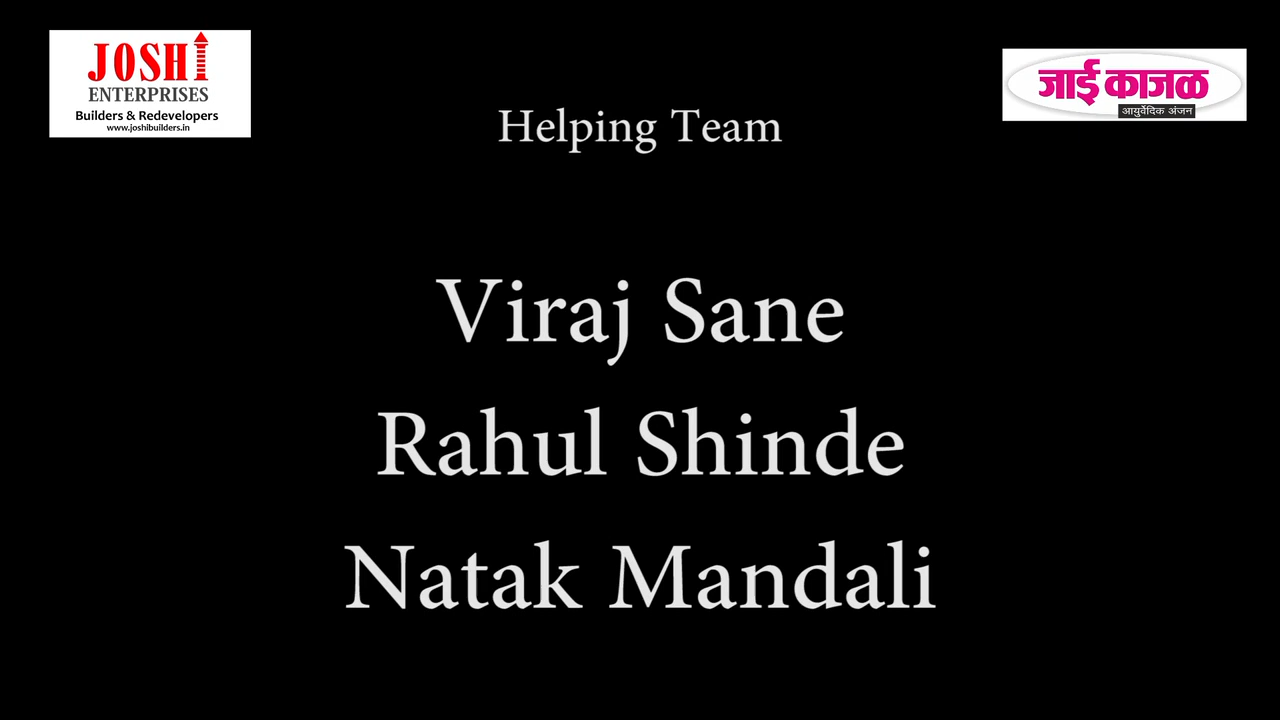 JOSHI
ENTERPRISES
Builders & Redevelopers
www.joshibuilders.in
जाई काजळ
आयुर्वेदिक अंजन
Helping Team
Viraj Sane
Rahul Shinde
Natak Mandali